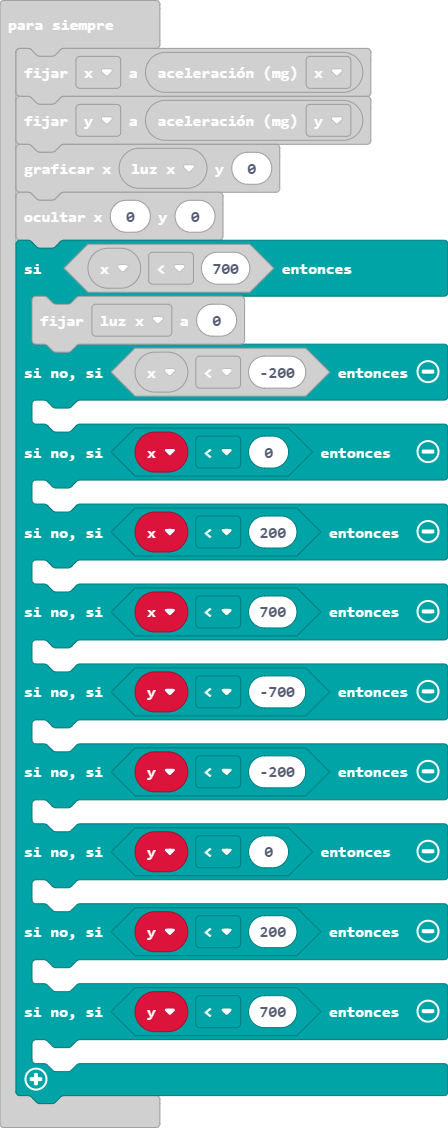 para siempre
fijar x a aceleración (mg) x
fijar y a aceleración (mg) y
graficar x luz x y 0
ocultar x 0 y 0
si x < 700 entonces
fijar luz x a 0
si no, si x < -200 entonces
si no, si x < 0 entonces
si no, si x < 200 entonces
si no, si x < 700 entonces
si no, si y < -700 entonces
si no, si y < -200 entonces
si no, si y < 0 entonces
si no, si y < 200 entonces
si no, si y < 700 entonces